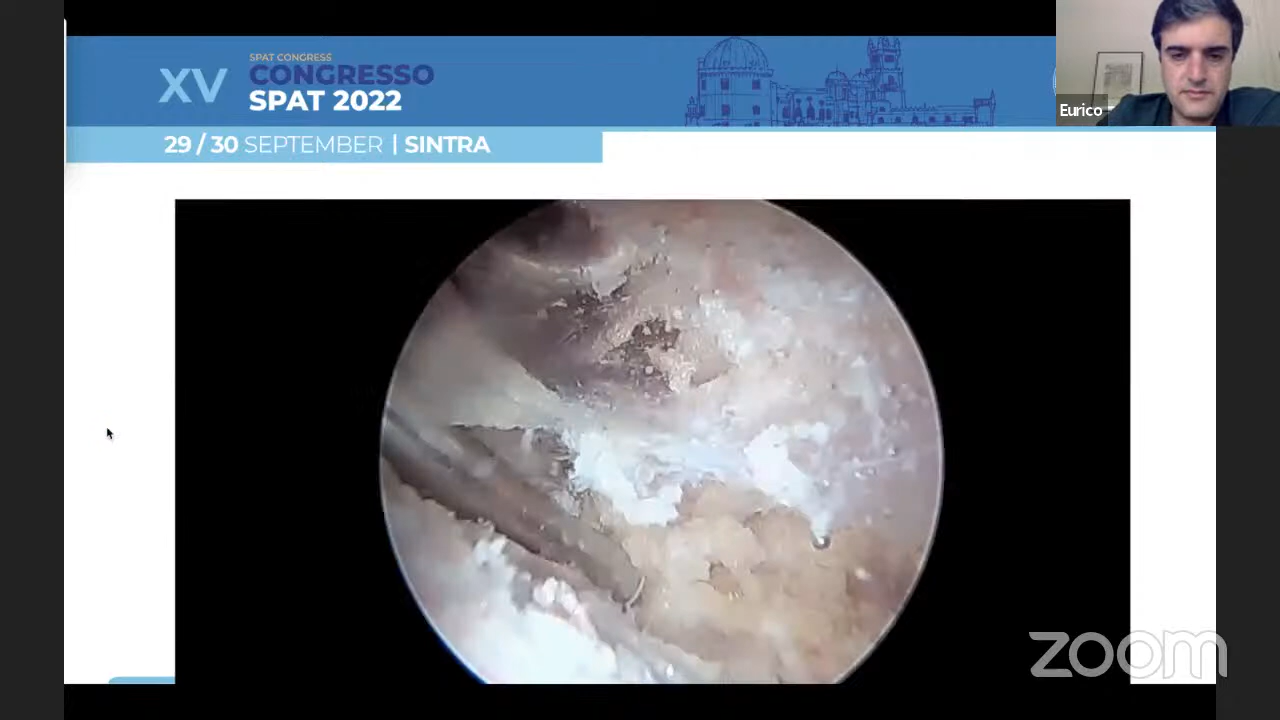 XV
SPAT CONGRESS
CONGRESSO
SPAT 2022
29 / 30 SEPTEMBER | SINTRA
Eurico
zoom